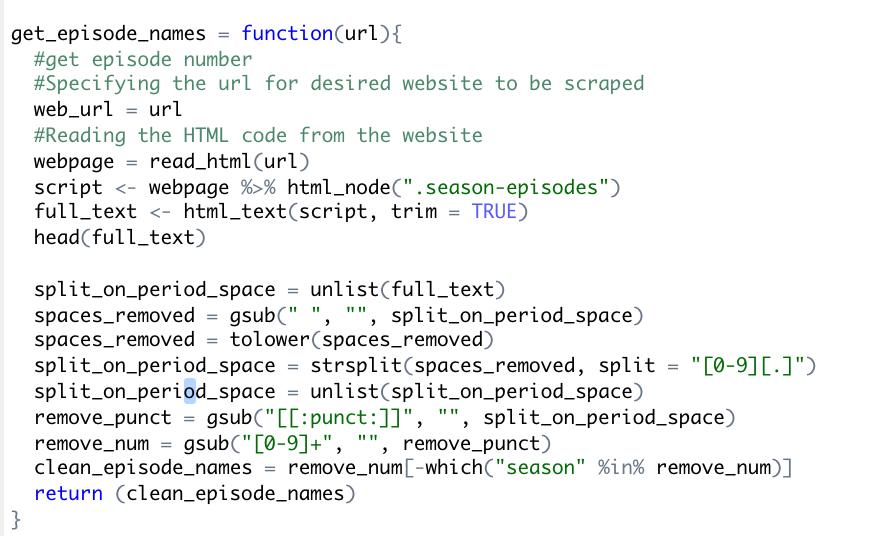 get_episode_names = function(url){
  #get episode number
  #Specifying the url for desired website to be scraped
  web_url = url
  #Reading the HTML code from the website
  webpage = read_html(url)
  script <- webpage %>% html_node(".season-episodes")
  full_text <- html_text(script, trim = TRUE)
  head(full_text)

  split_on_period_space = unlist(full_text)
  spaces_removed = gsub(" ", "", split_on_period_space)
  spaces_removed = tolower(spaces_removed)
  split_on_period_space = strsplit(spaces_removed, split = "[0-9][.]")
  split_on_period_space = unlist(split_on_period_space)
  remove_punct = gsub("[[:punct:]]", "", split_on_period_space)
  remove_num = gsub("[0-9]+", "", remove_punct)
  clean_episode_names = remove_num[-which("season" %in% remove_num)]
  return (clean_episode_names)
}